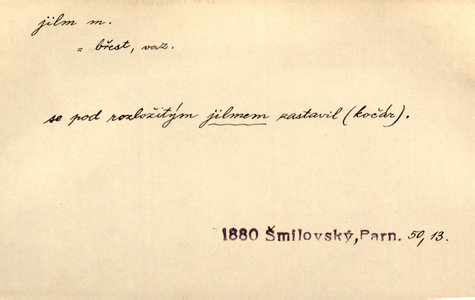 jilm m.
= břest, vaz.
se pod rozložitým jilmem zastavil (kočár).
1880 Šmilovský, Parn. 50, 13.